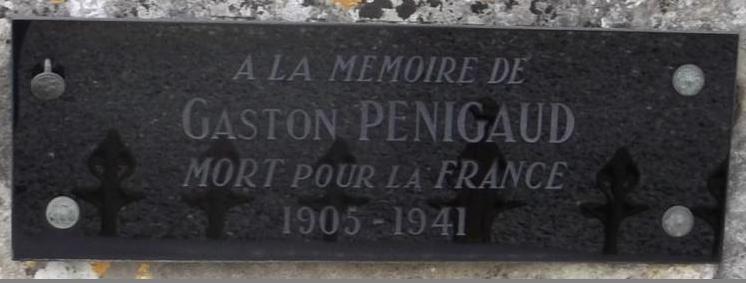 A LA MEMOIRE DE
GASTON PENIGAUD
MORT POUR LA FRANCE
1905-1941